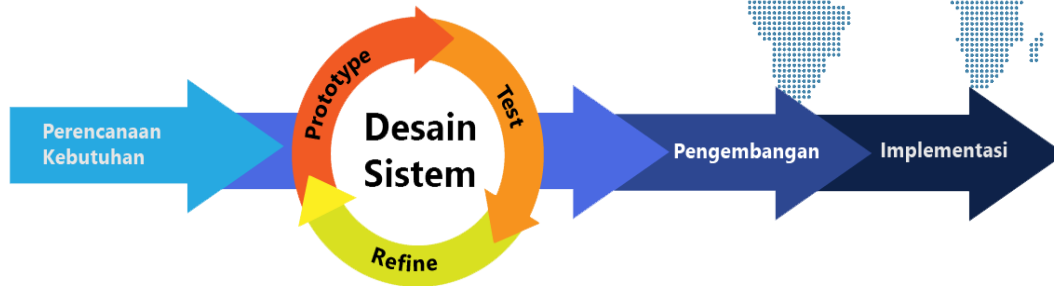 Perencanaan
Kebutuhan
Prototype
Test
Refine
Desain
Sistem
Pengembangan
Implementasi